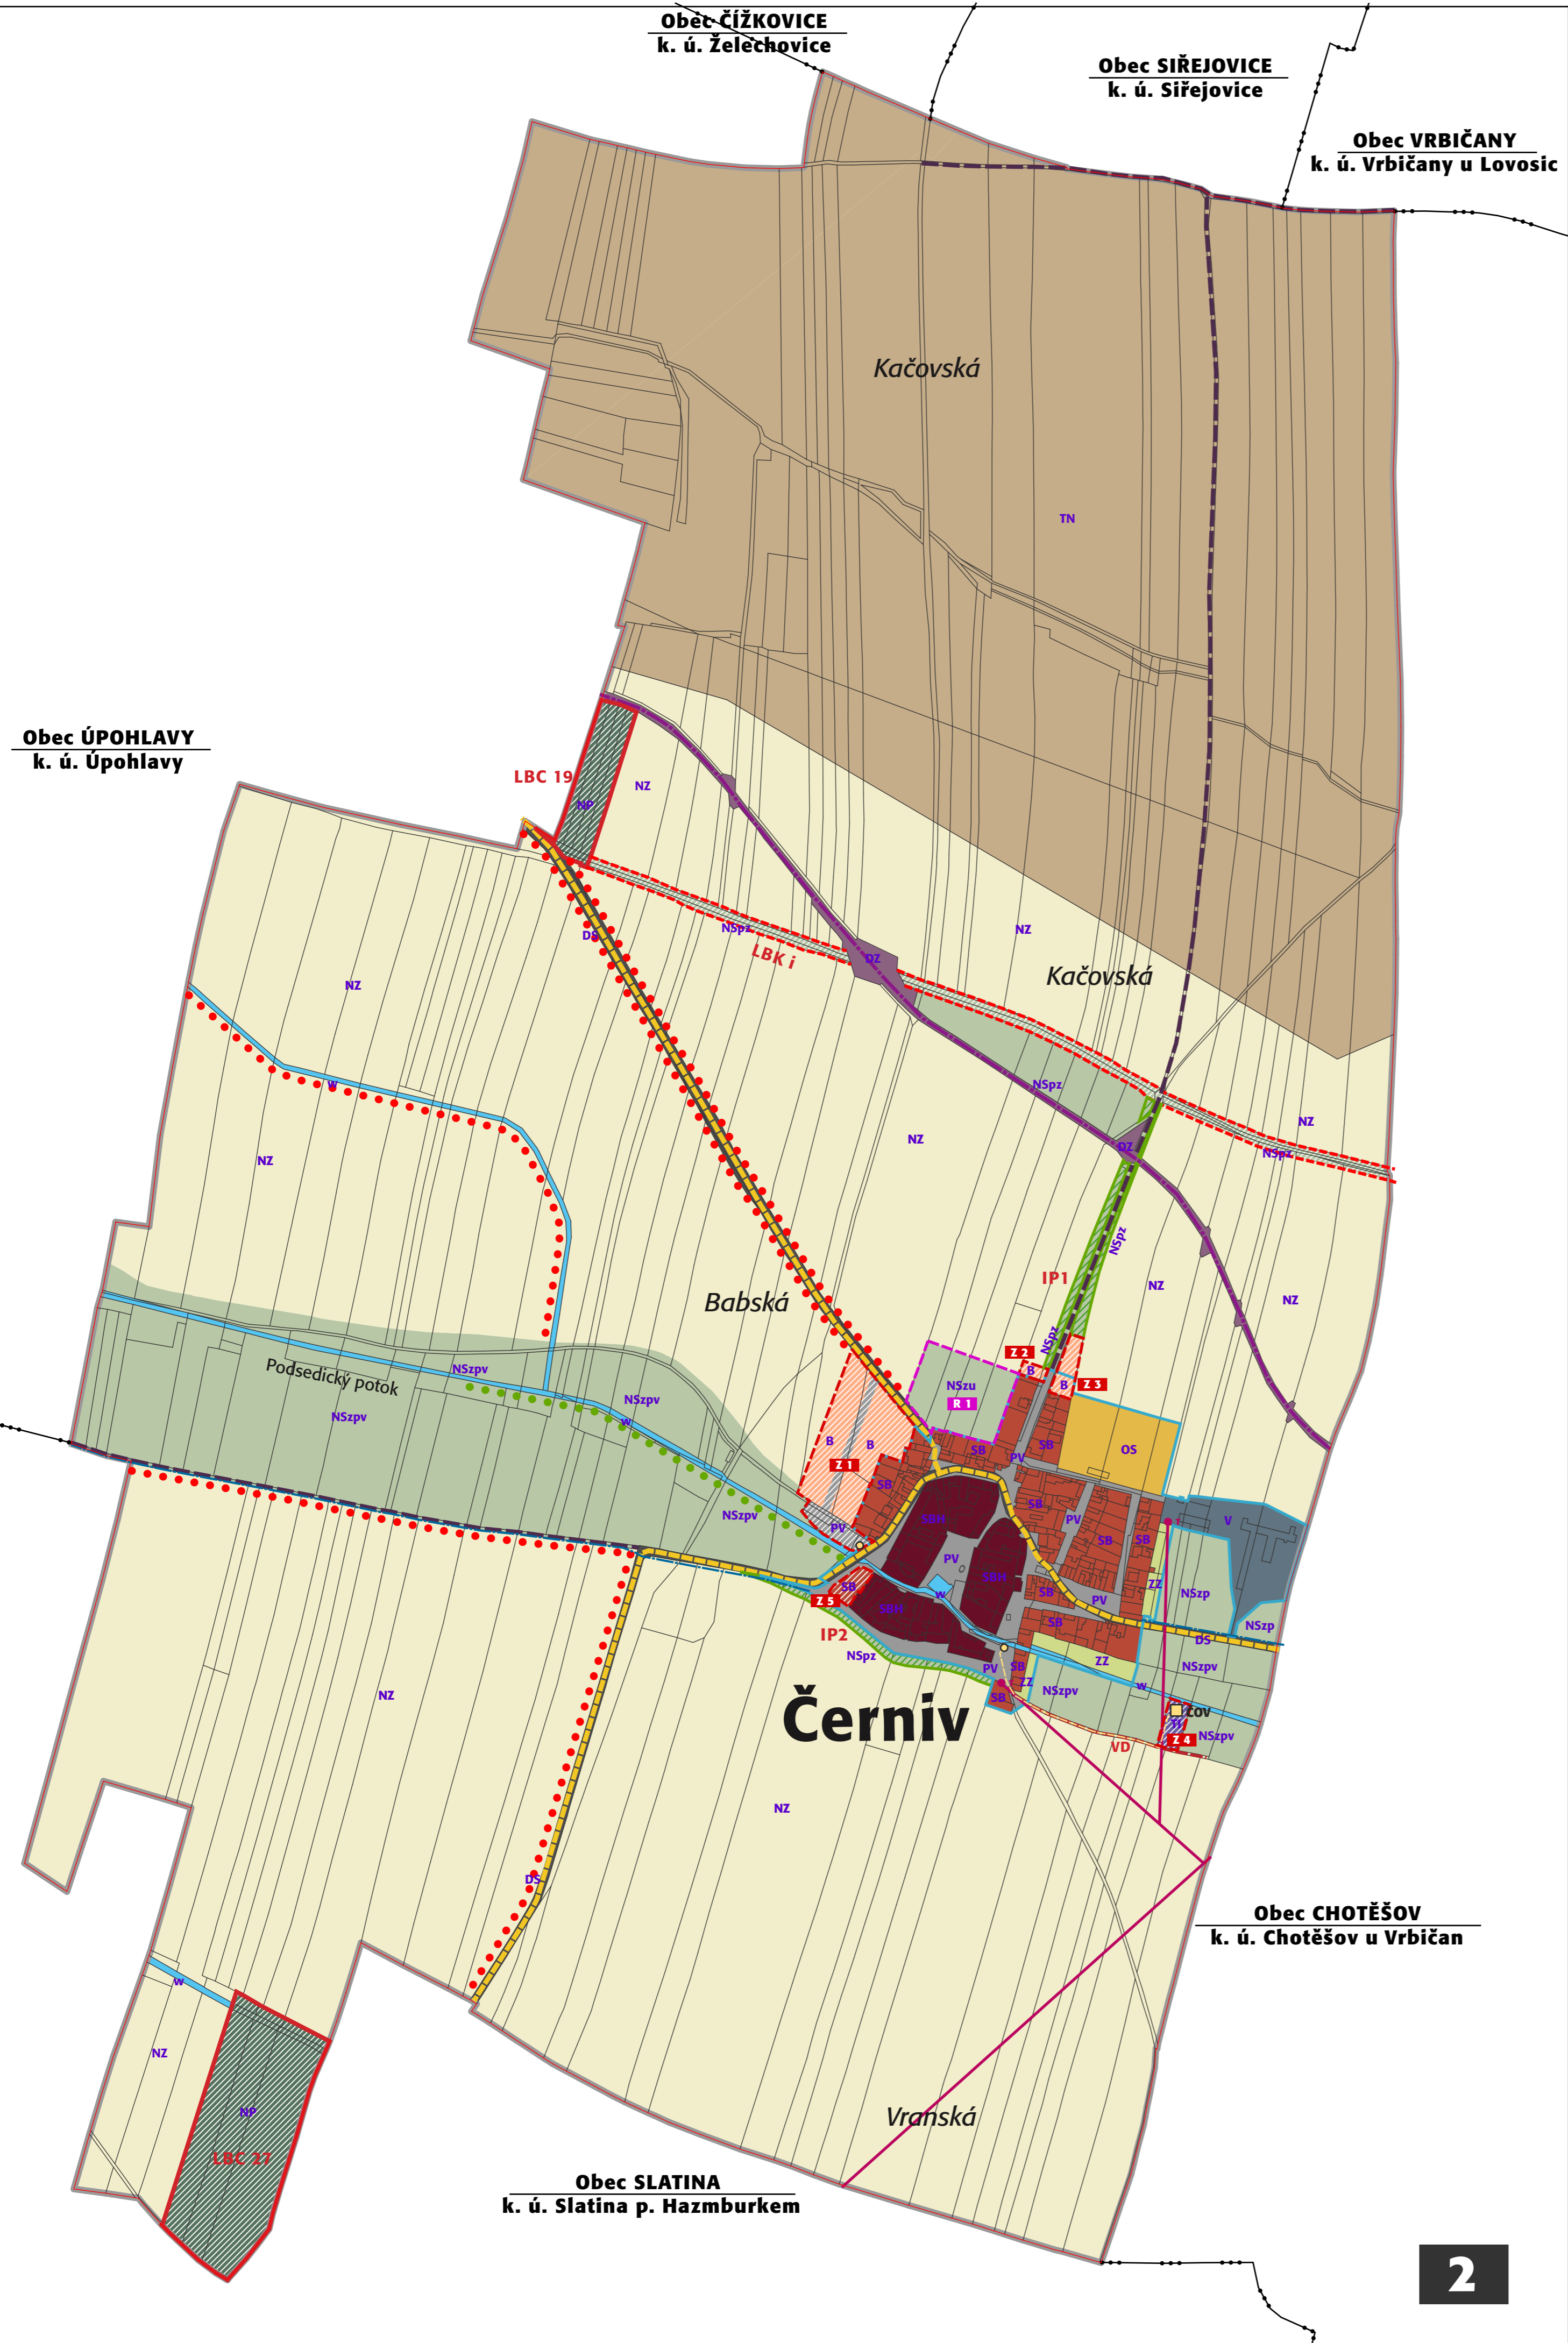 Obec ČÍŽKOVICE
k. ú. Želechovice
Obec SIŘEJOVICE
k. ú. Siřejovice
Obec VRBIČANY
k. ú. Vrbičany u Lovosic
Kačovská
TN
Obec ÚPOHLAVY
k. ú. Úpohlavy
LBC 19
NP
NZ
DS
NSpz
LBK i
DZ
NZ
Kačovská
NZ
w
NSpz
NZ
NZ
NSpz
DZ
NZ
NSpz
IP1
NZ
NZ
Babská
NSpz
Podsedický potok
NSzpv
NSzpv
NSzpv
w
NSzpv
Z 2
B
B
Z 3
NSzu
R 1
B
B
Z 1
SB
SB
SB
PV
OS
PV
SBH
SB
PV
SB
SB
V
PV
SBH
w
SBH
SB
Z 5
IP2
NSpz
SB
PV
SB
ZZ
NSzp
NSzp
DS
NSzpv
ZZ
PV
SB
ZZ
SB
NSzpv
w
ČOV
TI
Z 4
NSzpv
VD
Černiv
NZ
NZ
DS
Obec CHOTĚŠOV
k. ú. Chotěšov u Vrbičan
w
NZ
NP
LBC 27
Vranská
Obec SLATINA
k. ú. Slatina p. Hazmburkem
2